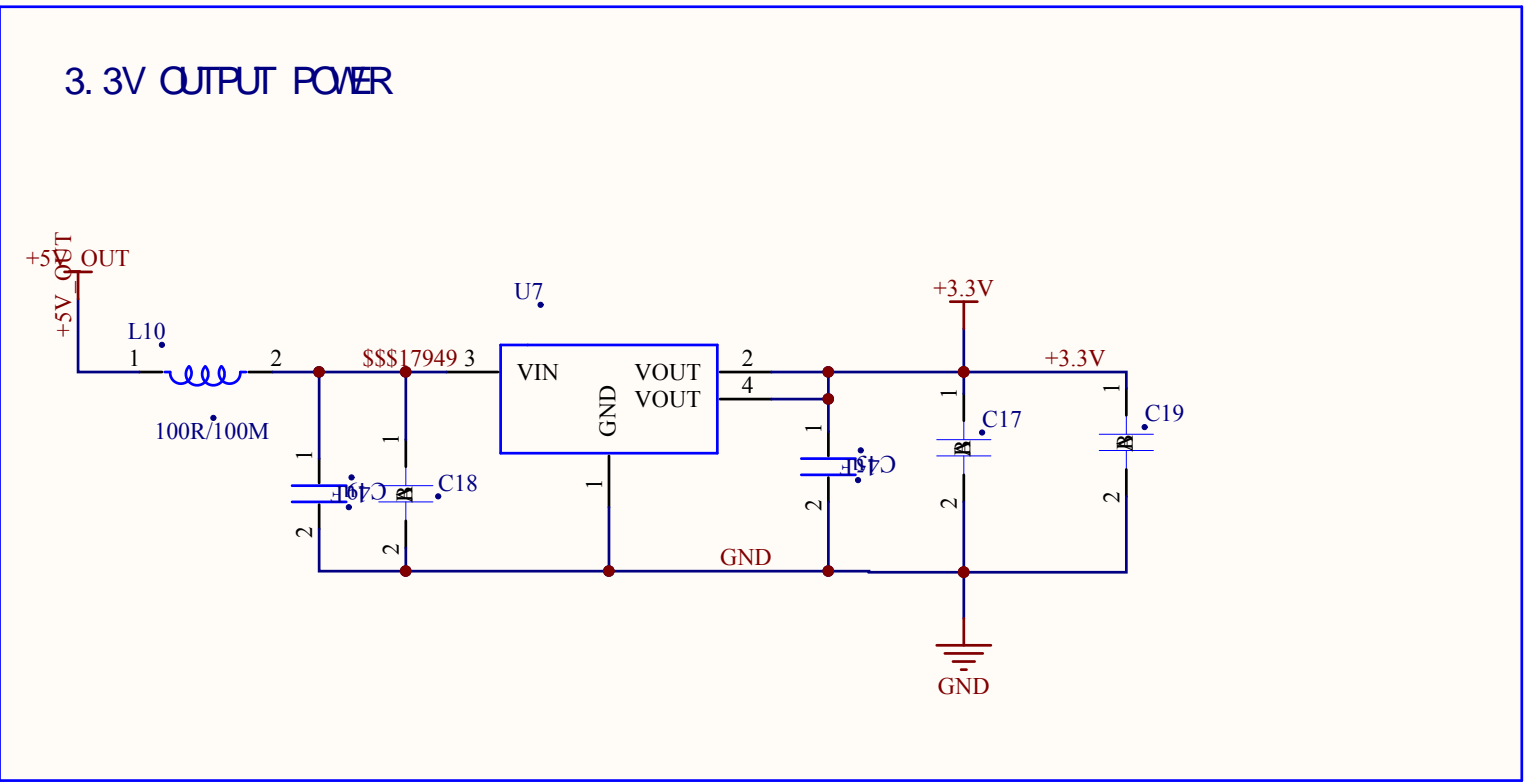 3.3V OUTPUT POWER
+5V_OUT
+5V_OUT
U7
+3.3V
L10
1
2
$$$17949
3
VIN
VOUT
2
+3.3V
VOUT
4
GND
100R/100M
1
1
1
1
1
C17
C19
1
C18
2
2
2
2
2
GND
GND